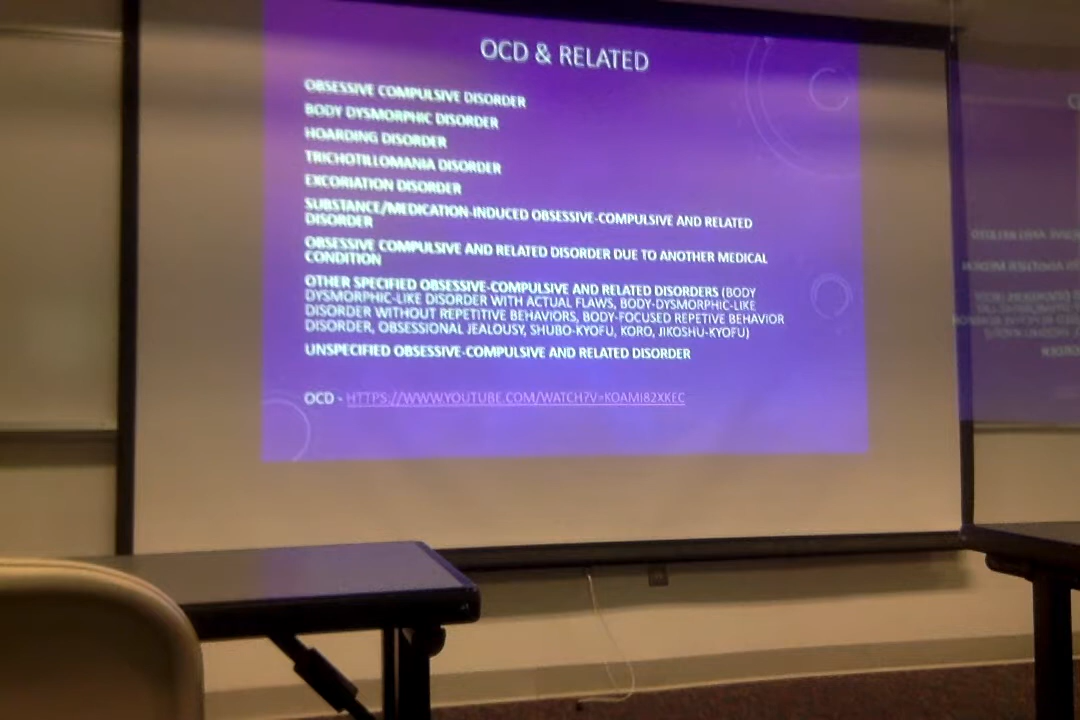 OCD & RELATED
OBSESSIVE COMPULSIVE DISORDER
BODY DYSMORPHIC DISORDER
HOARDING DISORDER
TRICHOTILLOMANIA DISORDER
EXCORIATION DISORDER
SUBSTANCE/MEDICATION-INDUCED OBSESSIVE-COMPULSIVE AND RELATED
DISORDER
OBSESSIVE COMPULSIVE AND RELATED DISORDER DUE TO ANOTHER MEDICAL
CONDITION
OTHER SPECIFIED OBSESSIVE-COMPULSIVE AND RELATED DISORDERS (BODY
DYSMORPHIC-LIKE DISORDER WITH ACTUAL FLAWS, BODY-DYSMORPHIC-LIKE
DISORDER WITHOUT REPETITIVE BEHAVIORS, BODY-FOCUSED REPETIVE BEHAVIOR
DISORDER, OBSESSIONAL JEALOUSY, SHUBO-KYOFU, KORO, JIKOSHU-KYOFU)
UNSPECIFIED OBSESSIVE-COMPULSIVE AND RELATED DISORDER
OCD - HTTPS://WWW.YOUTUBE.COM/WATCH?V=KOAMI82XKEC